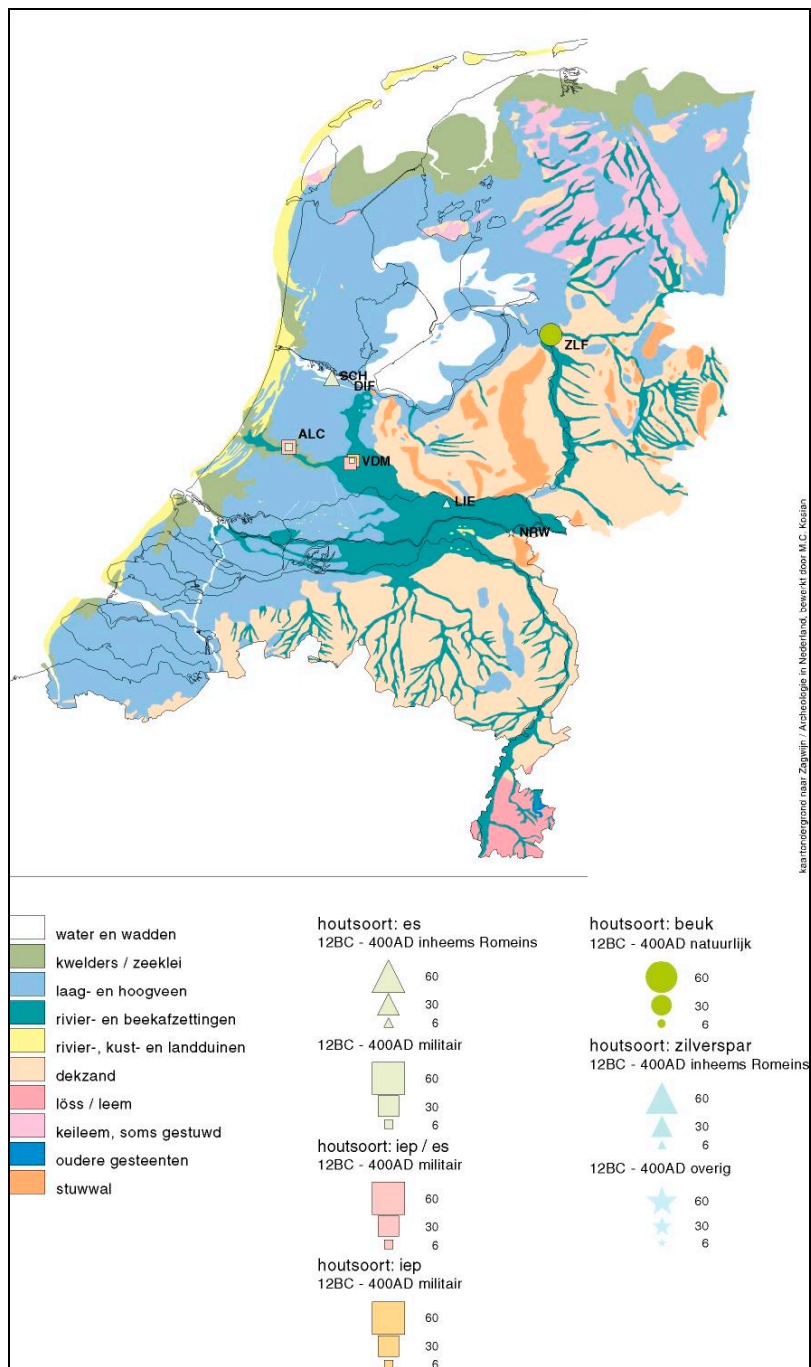 SCH
DIF
ZLF
ALC
VDM
LIE
NRW
kaartondergrond naar Zagwijn / Archeologie in Nederland, bewerkt door M.C. Kosian
water en wadden
kwelders / zeeklei
laag- en hoogveen
rivier- en beekafzettingen
rivier-, kust- en landduinen
dekzand
löss / leem
keileem, soms gestuwd
oudere gesteenten
stuwwal
houtsoort: es
12BC - 400AD inheems Romeins
60
30
6
12BC - 400AD militair
60
30
6
houtsoort: iep / es
12BC - 400AD militair
60
30
6
houtsoort: iep
12BC - 400AD militair
60
30
6
houtsoort: beuk
12BC - 400AD natuurlijk
60
30
6
houtsoort: zilverspar
12BC - 400AD inheems Romeins
60
30
6
12BC - 400AD overig
60
30
6